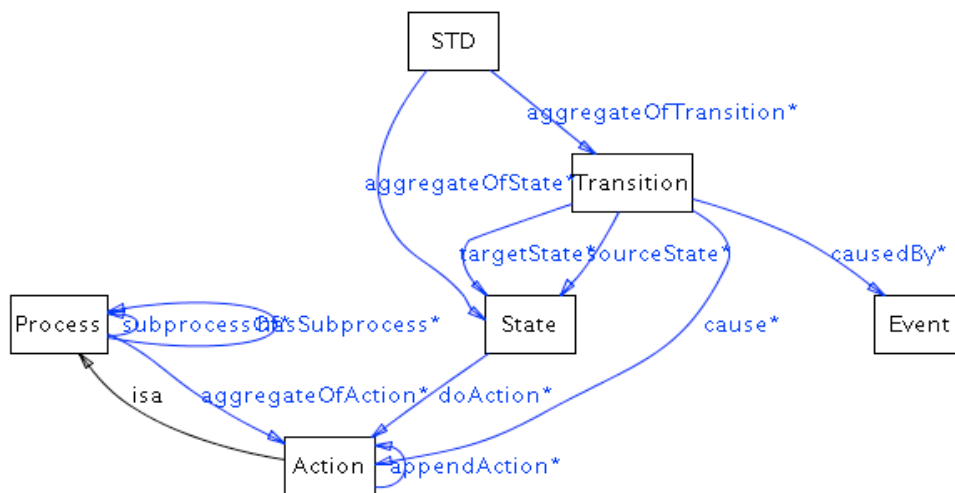 STD
aggregateOfTransition*
aggregateOfState*
Transition
targetState*
sourceState*
causedBy*
Process
subprocessOf*
hasSubprocess*
State
cause*
Event
isa
aggregateOfAction*
doAction*
Action
appendAction*